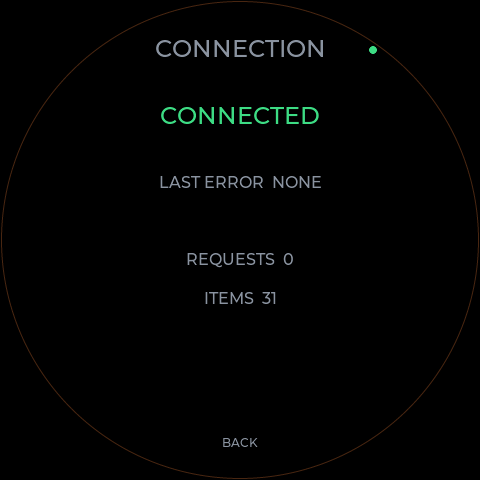 CONNECTION
CONNECTED
LAST ERROR NONE
REQUESTS 0
ITEMS 31
BACK